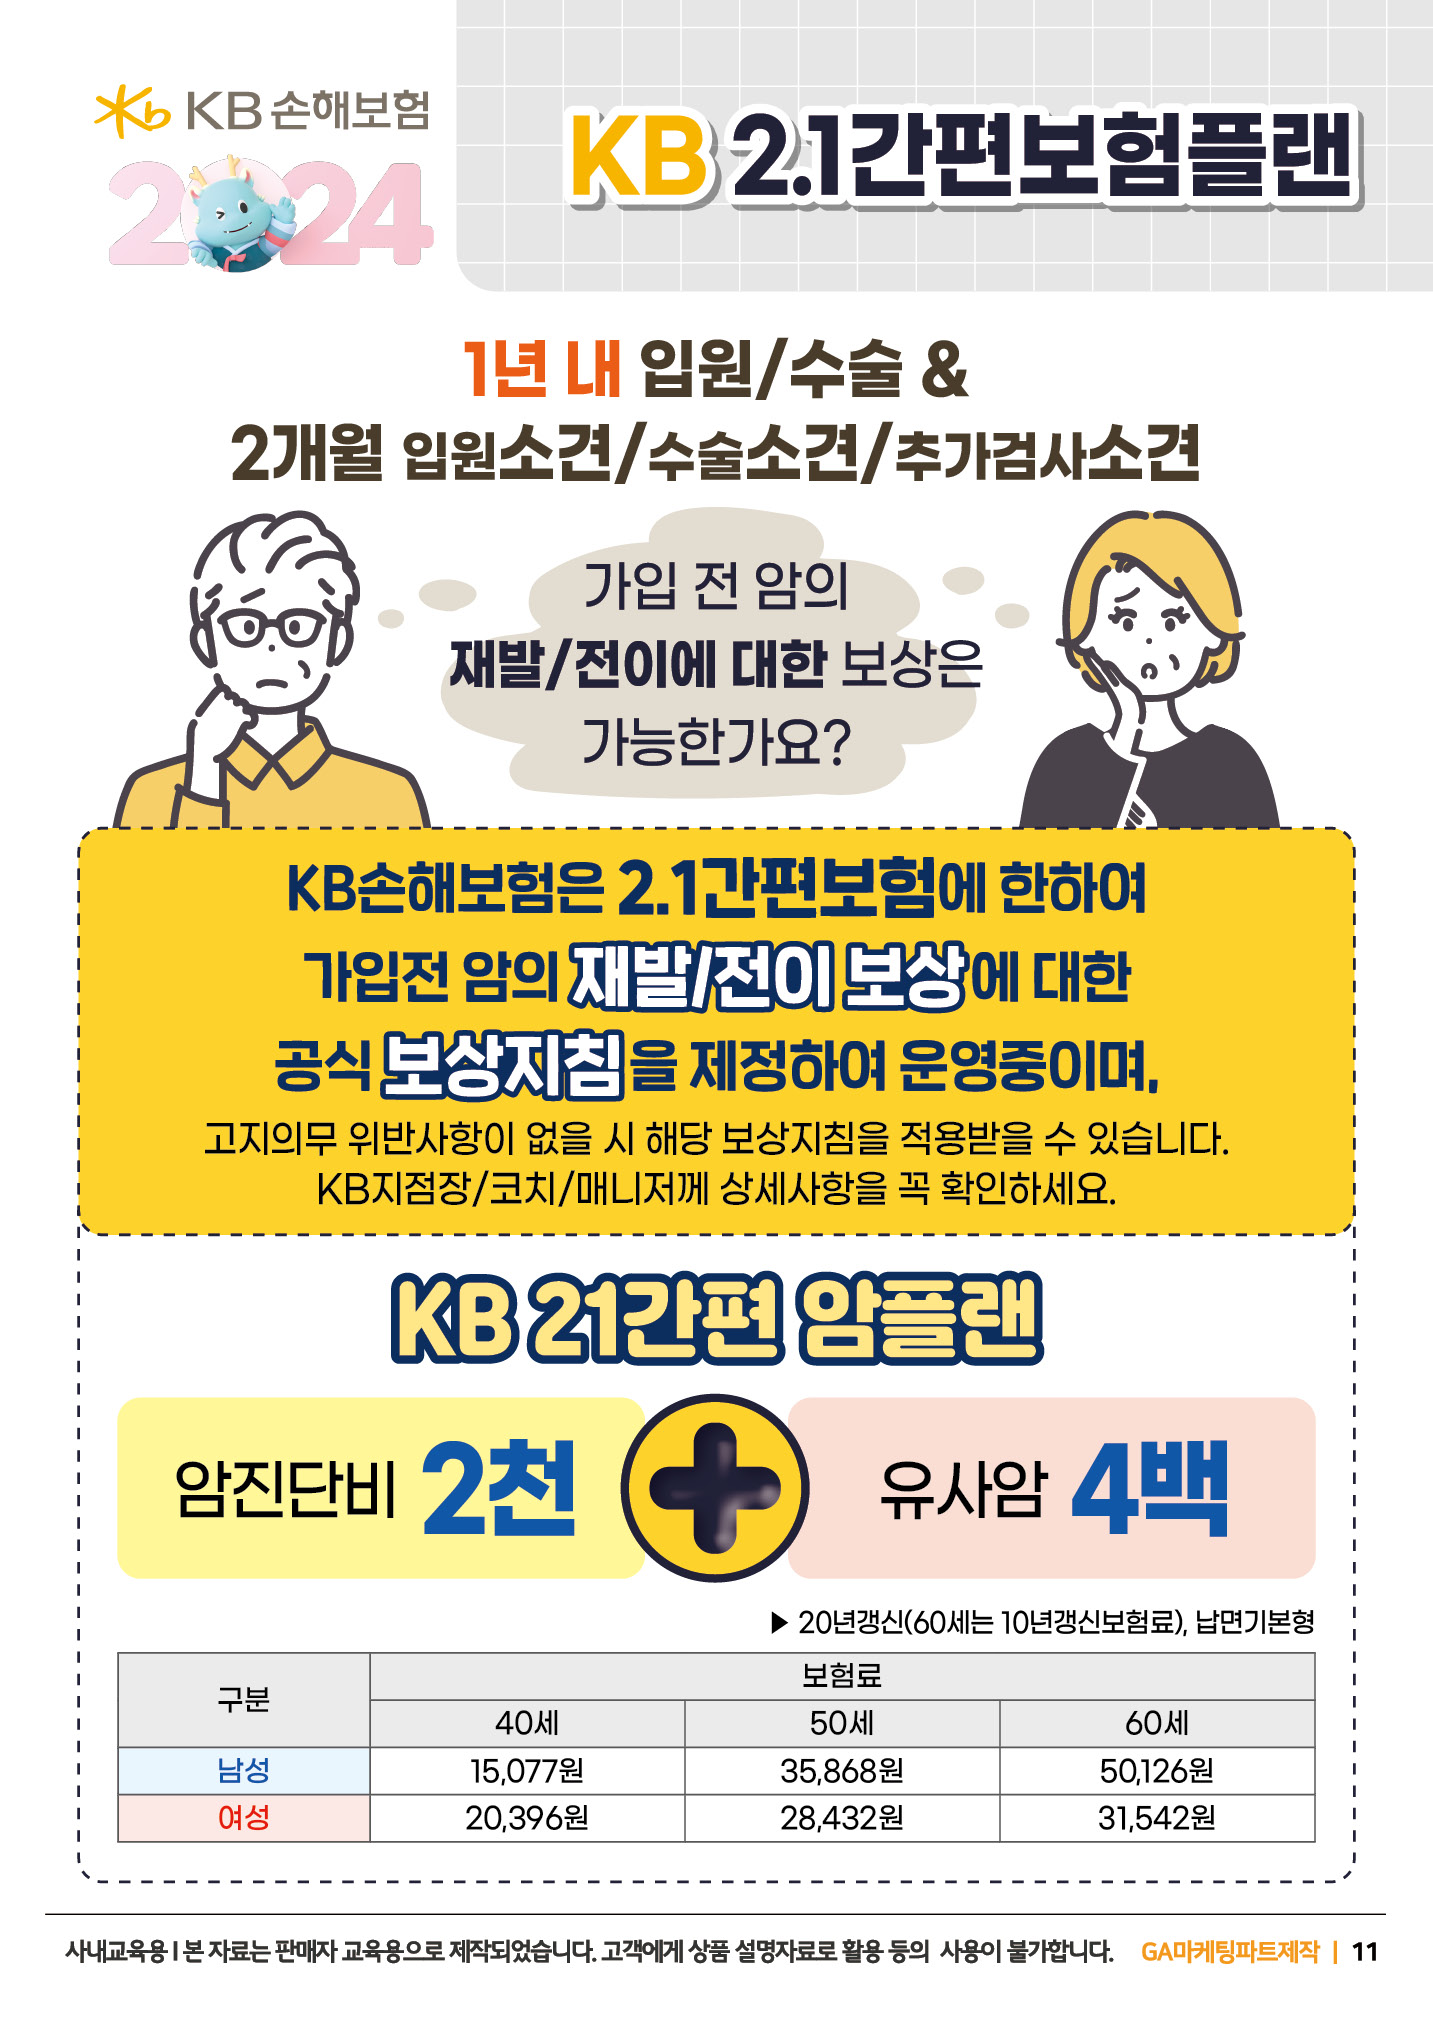 KB 손해보험
2024
KB 2.1간편보험플랜
1년 내 입원/수술 &
2개월 입원소견/수술소견/추가검사소견
가입 전 암의
재발/전이에 대한 보상은
가능한가요?
KB손해보험은 2.1간편보험에 한하여
가입전 암의 재발/전이 보상에 대한
공식 보상지침을 제정하여 운영중이며,
고지의무 위반사항이 없을 시 해당 보상지침을 적용받을 수 있습니다.
KB지점장/코치/매니저께 상세사항을 꼭 확인하세요.
KB 21간편 암플랜
암진단비 2천
유사암 4백
▶ 20년갱신(60세는 10년갱신보험료), 납면기본형
구분 보험료
40세 50세 60세
남성 15,077원 35,868원 50,126원
여성 20,396원 28,432원 31,542원
사내교육용 | 본 자료는 판매자 교육용으로 제작되었습니다. 고객에게 상품 설명자료로 활용 등의 사용이 불가합니다. GA마케팅파트제작 | 11